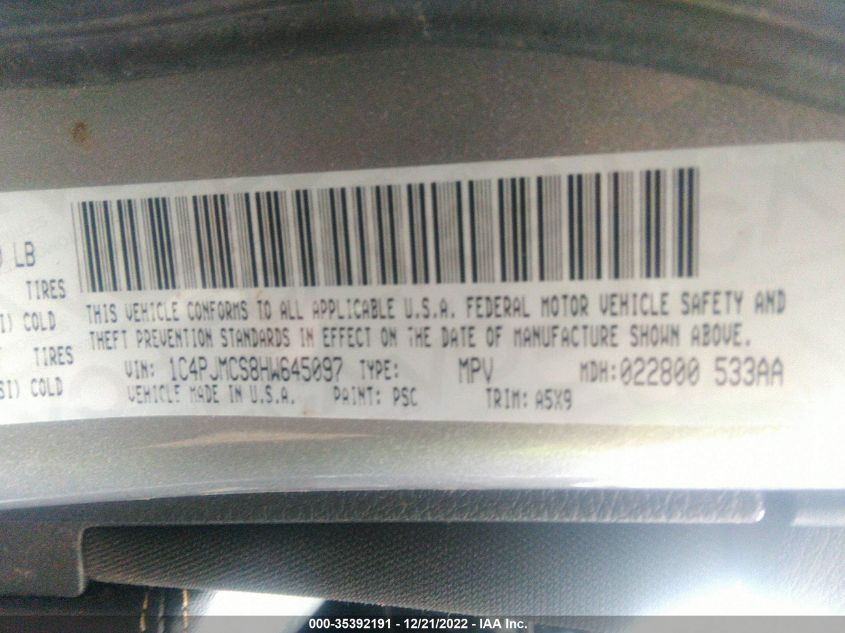 LB
TIRES
COLD
TIRES
SI) COLD
THIS VEHICLE CONFORMS TO ALL APPLICABLE U.S.A. FEDERAL MOTOR VEHICLE SAFETY AND
THEFT PREVENTION STANDARDS IN EFFECT ON THE DATE OF MANUFACTURE SHOWN ABOVE.
VIN: 1C4PJMCS8HW645097 TYPE: MPV MDH:022800 533AA
VEHICLE MADE IN U.S.A. PAINT: PSC TRIM: A5X9
000-35392191 - 12/21/2022 - IAA Inc.